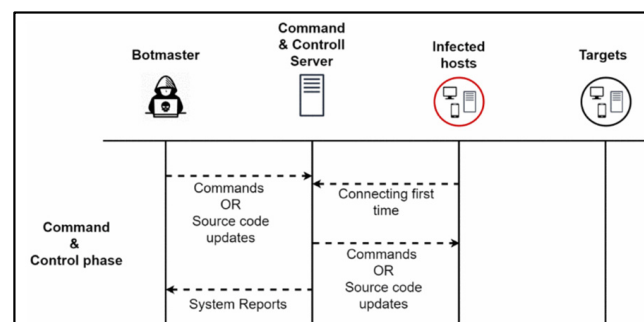 Botmaster
Command
& Controll
Server
Infected
hosts
Targets
Command
&
Control phase
Commands
OR
Source code
updates
Connecting first
time
Commands
OR
Source code
updates
System Reports